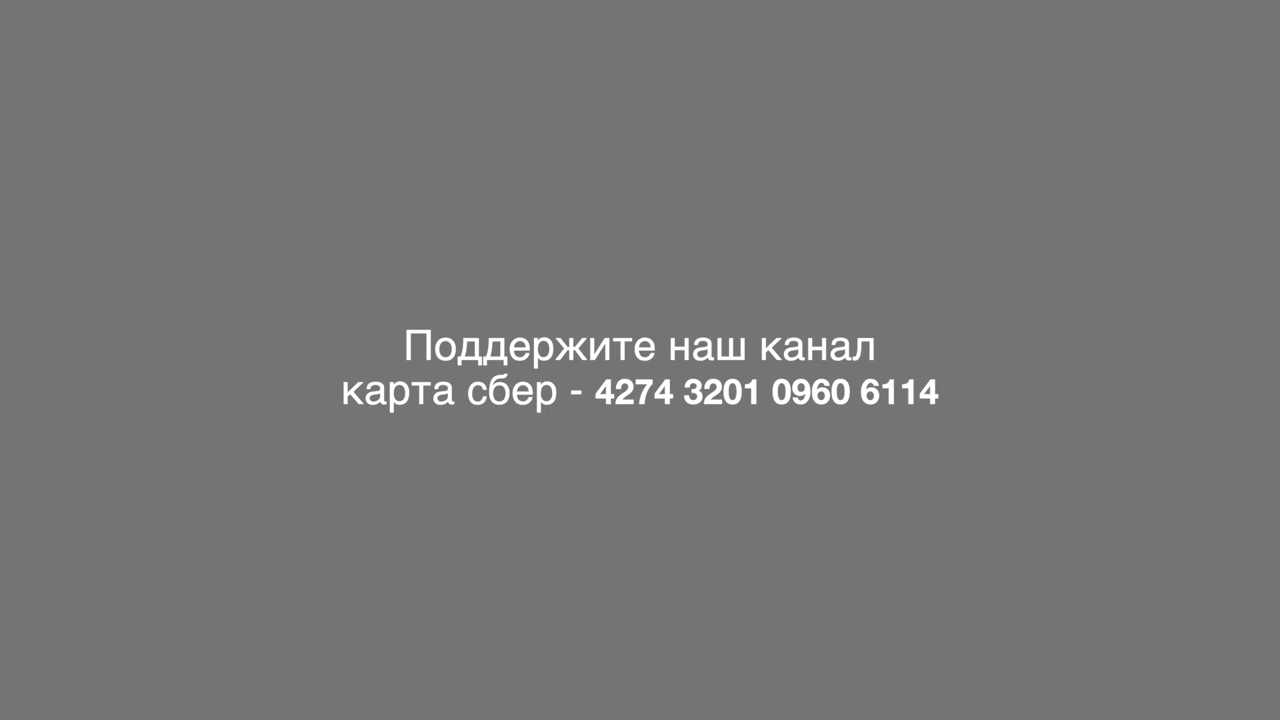 Поддержите наш канал
карта сбер - 4274 3201 0960 6114